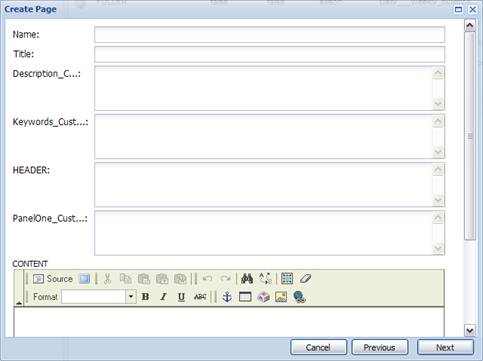 Create Page
Name:
Title:
Description_C...:
Keywords_Cust...:
HEADER:
PanelOne_Cust...:
CONTENT
Source
Format B I U ABC
Cancel Previous Next